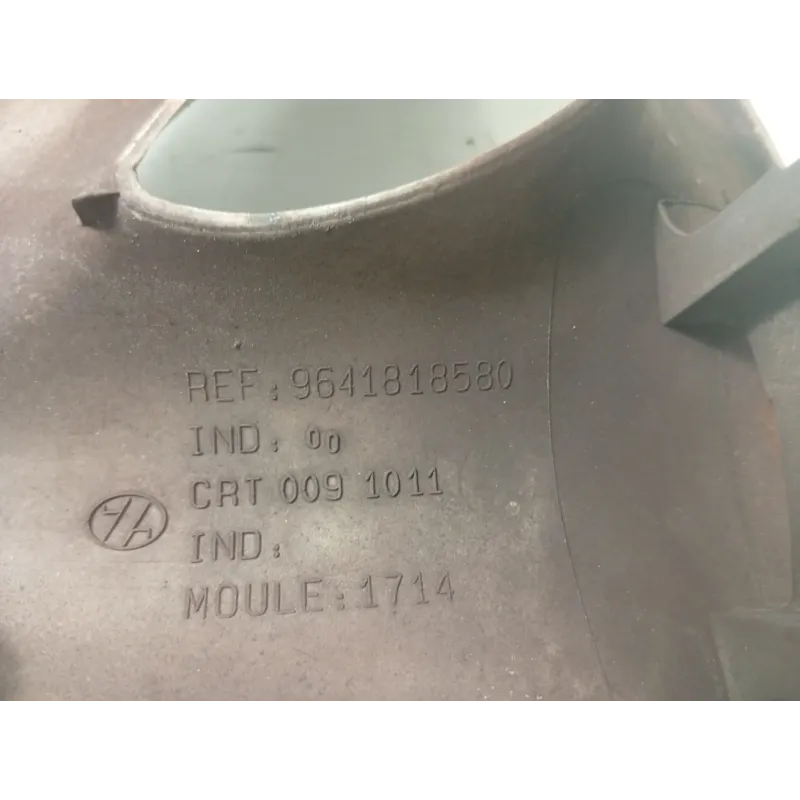 REF: 9641818580
IND: 00
CRT 009 1011
IND:
MOULE: 1714